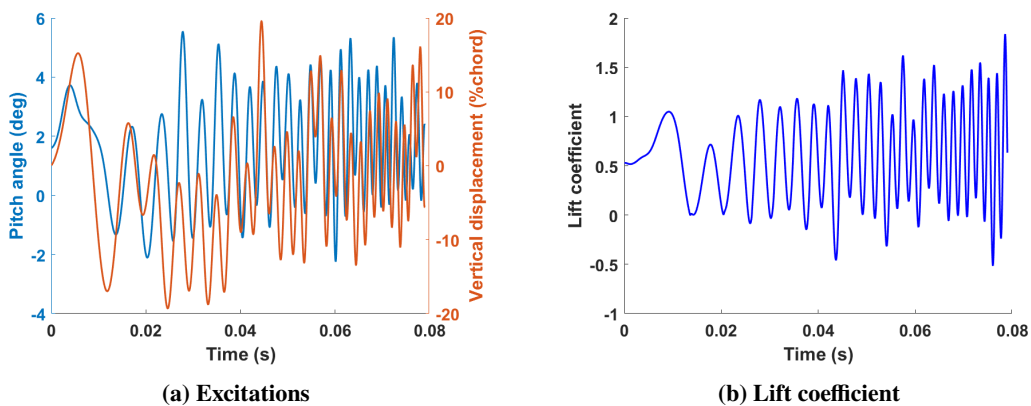 6
4
2
0
-2
-4
Pitch angle (deg)
20
10
0
-10
-20
Vertical displacement (%chord)
0 0.02 0.04 0.06 0.08
Time (s)
(a) Excitations
2
1.5
1
0.5
0
-0.5
-1
Lift coefficient
0 0.02 0.04 0.06 0.08
Time (s)
(b) Lift coefficient